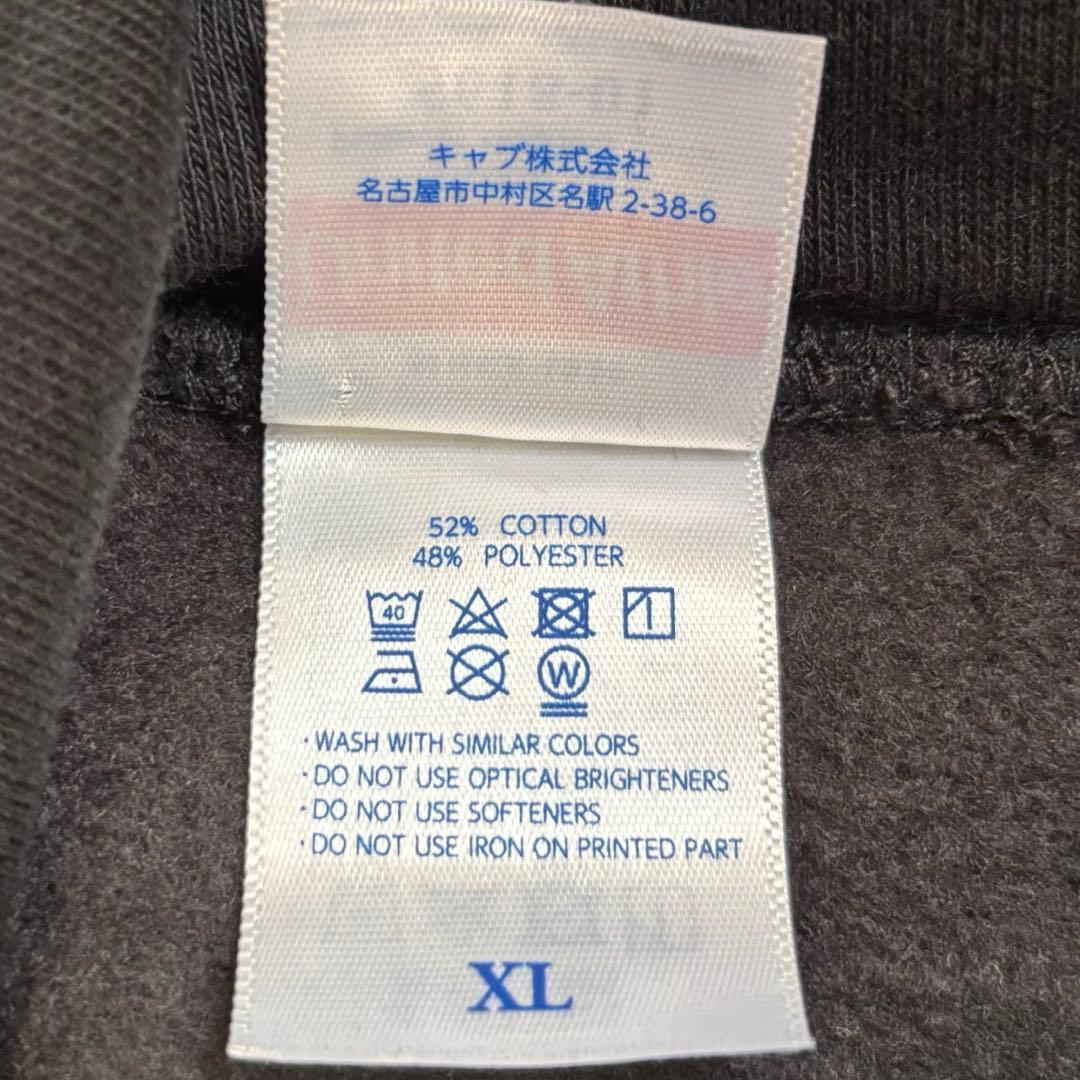 キャブ株式会社
名古屋市中村区名駅 2-38-6
52% COTTON
48% POLYESTER
40
W
・WASH WITH SIMILAR COLORS
・DO NOT USE OPTICAL BRIGHTENERS
・DO NOT USE SOFTENERS
・DO NOT USE IRON ON PRINTED PART
XL